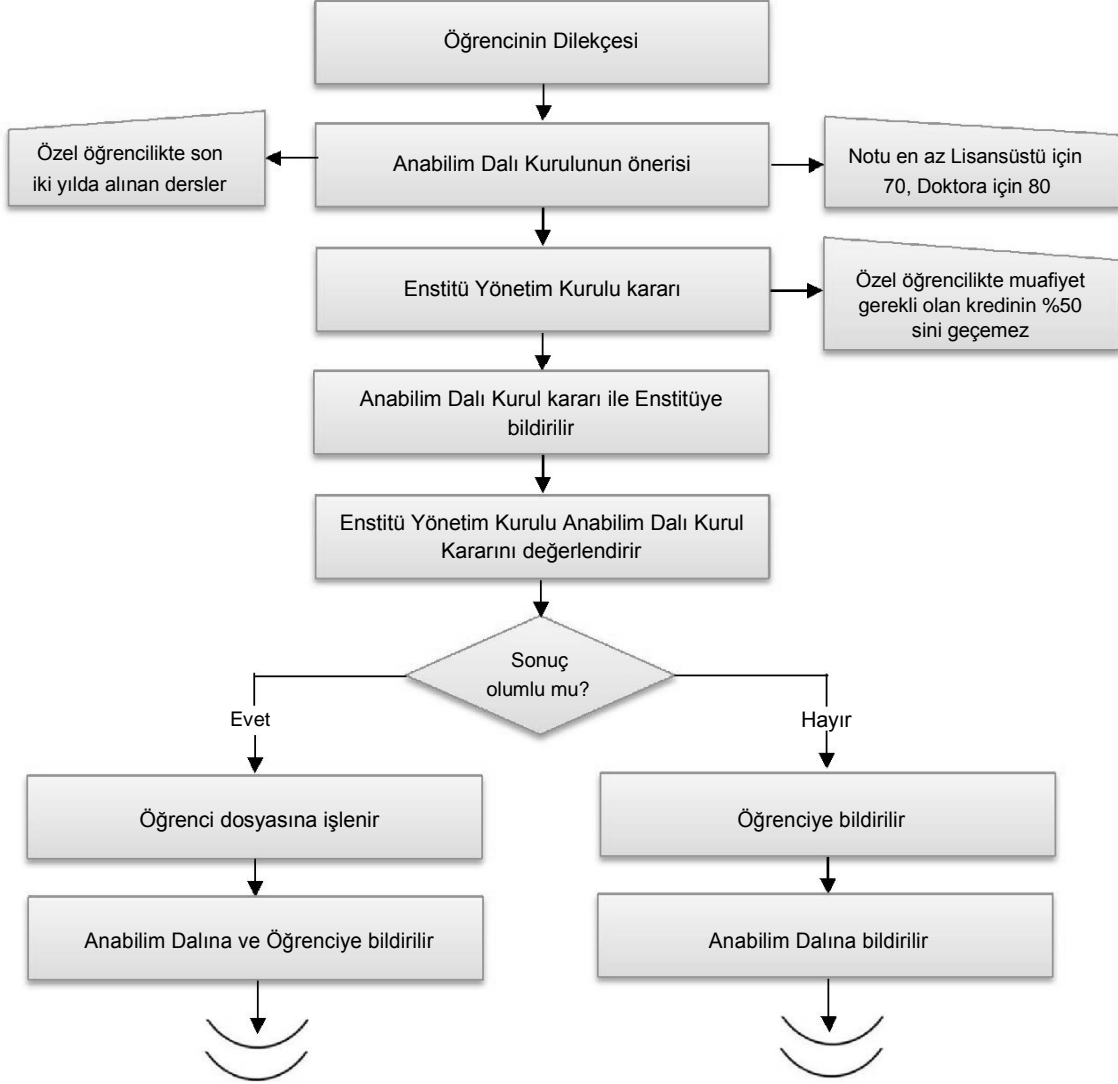 Öğrencinin Dilekçesi
Özel öğrencilikte son
iki yılda alınan dersler
Anabilim Dalı Kurulunun önerisi
Notu en az Lisansüstü için
70, Doktora için 80
Enstitü Yönetim Kurulu kararı
Özel öğrencilikte muafiyet
gerekli olan kredinin %50
sini geçemez
Anabilim Dalı Kurul kararı ile Enstitüye
bildirilir
Enstitü Yönetim Kurulu Anabilim Dalı Kurul
Kararını değerlendirir
Sonuç
olumlu mu?
Evet
Hayır
Öğrenci dosyasına işlenir
Öğrenciye bildirilir
Anabilim Dalına ve Öğrenciye bildirilir
Anabilim Dalına bildirilir